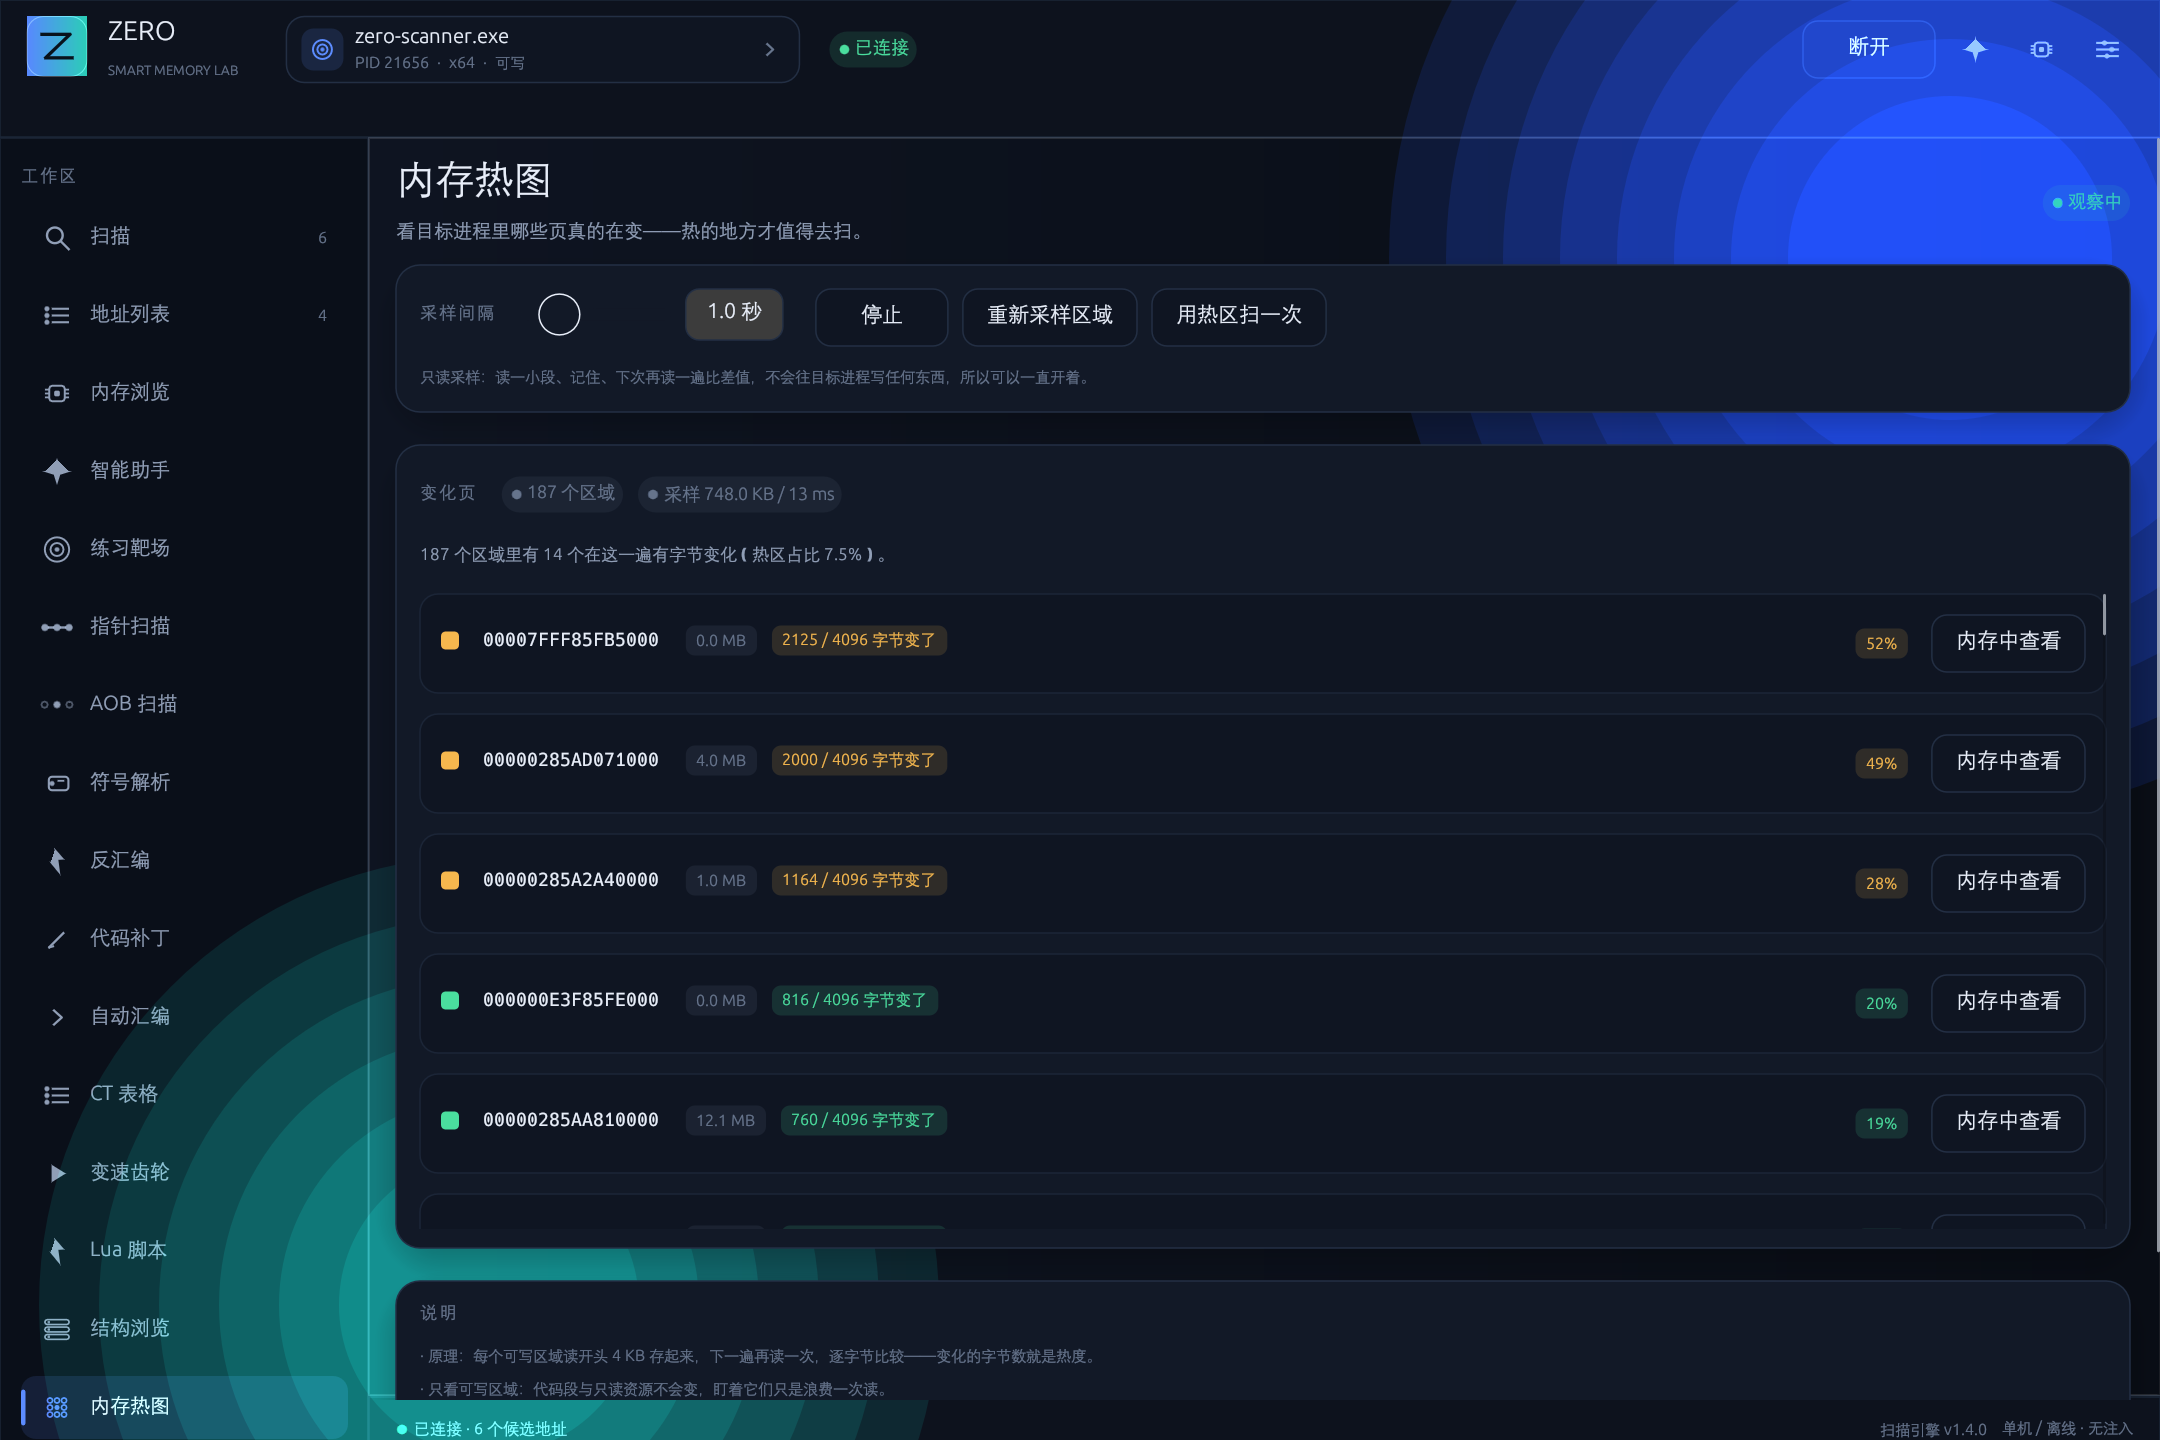 ZERO
SMART MEMORY LAB
zero-scanner.exe
PID 21656 · x64 · 可写
已连接
断开
工作区
扫描 6
地址列表 4
内存浏览
智能助手
练习靶场
指针扫描
AOB 扫描
符号解析
反汇编
代码补丁
自动汇编
CT 表格
变速齿轮
Lua 脚本
结构浏览
内存热图
内存热图
观察中
看目标进程里哪些页真的在变——热的地方才值得去扫。
采样间隔 1.0 秒 停止 重新采样区域 用热区扫一次
只读采样：读一小段、记住、下次再读一遍比差值，不会往目标进程写任何东西，所以可以一直开着。
变化页 187 个区域 采样 748.0 KB / 13 ms
187 个区域里有 14 个在这一遍有字节变化 ( 热区占比 7.5% ) 。
00007FFF85FB5000 0.0 MB 2125 / 4096 字节变了 52% 内存中查看
00000285AD071000 4.0 MB 2000 / 4096 字节变了 49% 内存中查看
00000285A2A40000 1.0 MB 1164 / 4096 字节变了 28% 内存中查看
000000E3F85FE000 0.0 MB 816 / 4096 字节变了 20% 内存中查看
00000285AA810000 12.1 MB 760 / 4096 字节变了 19% 内存中查看
说明
· 原理：每个可写区域读开头 4 KB 存起来，下一遍再读一次，逐字节比较——变化的字节数就是热度。
· 只看可写区域：代码段与只读资源不会变，盯着它们只是浪费一次读。
已连接 · 6 个候选地址
扫描引擎 v1.4.0 单机 / 离线 · 无注入